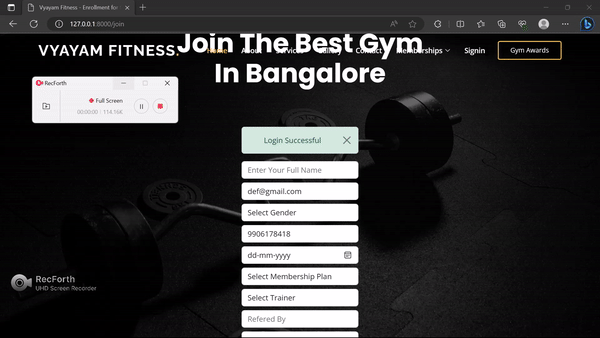 Vyayam Fitness - Enrollment for
127.0.0.1:8000/join
VYAYAM FITNESS.
Home
About
Services
Gallery
Contact
Memberships
Signin
Gym Awards
Join The Best Gym
In Bangalore
RecForth
Full Screen
00:00:00
114.16K
Login Successful
Enter Your Full Name
def@gmail.com
Select Gender
9906178418
dd-mm-yyyy
Select Membership Plan
Select Trainer
Refered By
RecForth
UHD Screen Recorder